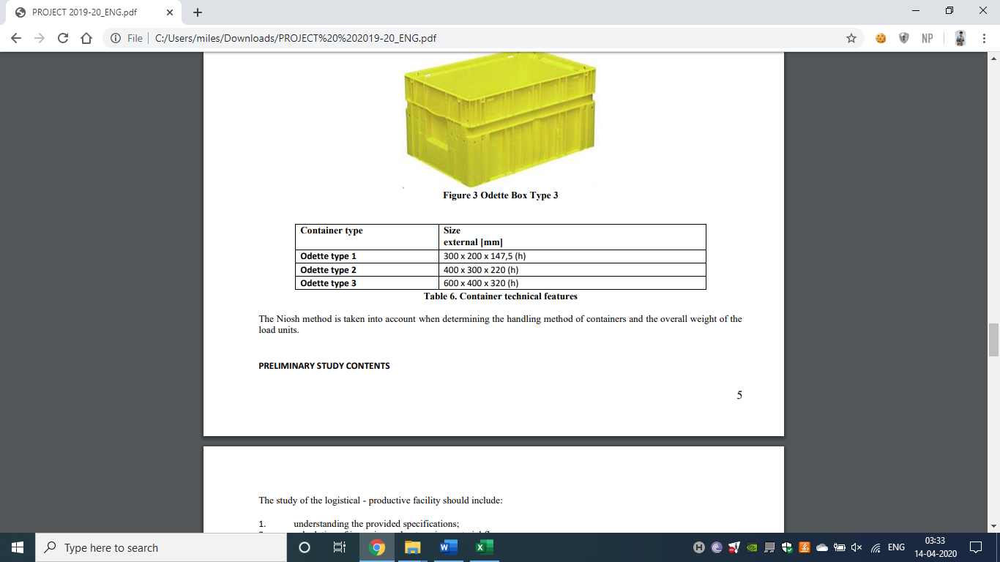 PROJECT 2019-20_ENG.pdf
File
C:/Users/miles/Downloads/PROJECT%20%202019-20_ENG.pdf
NP
Figure 3 Odette Box Type 3
Container type
Size
external [mm]
Odette type 1
300 x 200 x 147,5 (h)
Odette type 2
400 x 300 x 220 (h)
Odette type 3
600 x 400 x 320 (h)
Table 6. Container technical features
The Niosh method is taken into account when determining the handling method of containers and the overall weight of the
load units.
PRELIMINARY STUDY CONTENTS
5
The study of the logistical - productive facility should include:
1. understanding the provided specifications;
Type here to search
ENG
03:33
14-04-2020